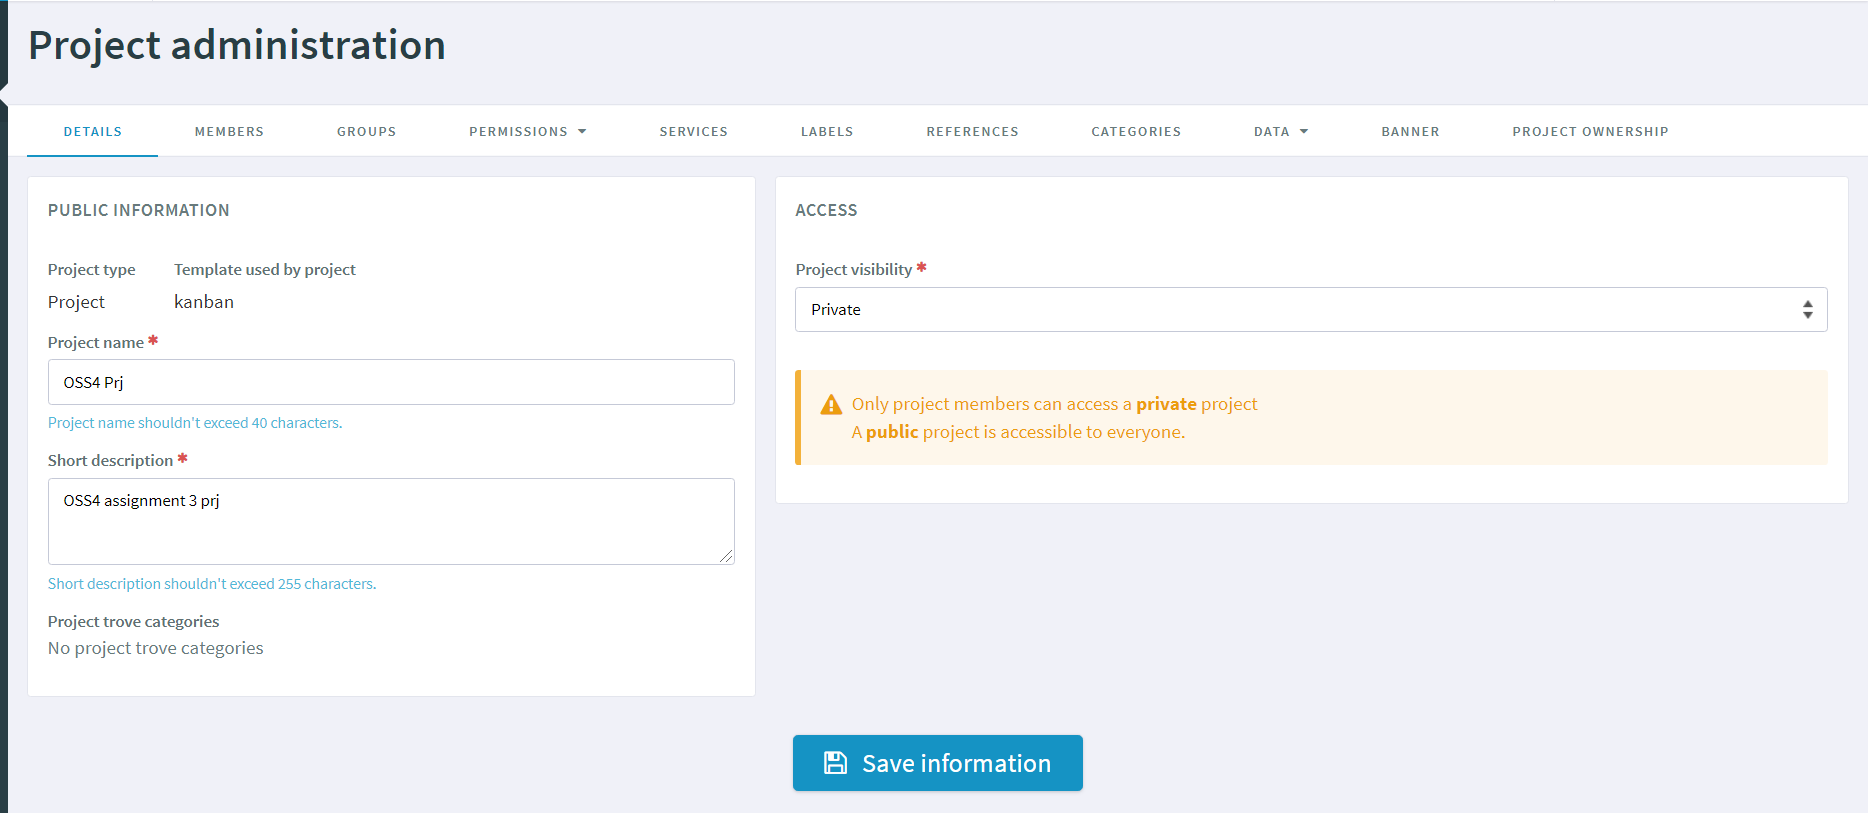 Project administration
DETAILS MEMBERS GROUPS PERMISSIONS SERVICES LABELS REFERENCES CATEGORIES DATA BANNER PROJECT OWNERSHIP
PUBLIC INFORMATION
Project type Template used by project
Project kanban
Project name *
OSS4 Prj
Project name shouldn't exceed 40 characters.
Short description *
OSS4 assignment 3 prj
Short description shouldn't exceed 255 characters.
Project trove categories
No project trove categories
ACCESS
Project visibility *
Private
Only project members can access a private project
A public project is accessible to everyone.
Save information